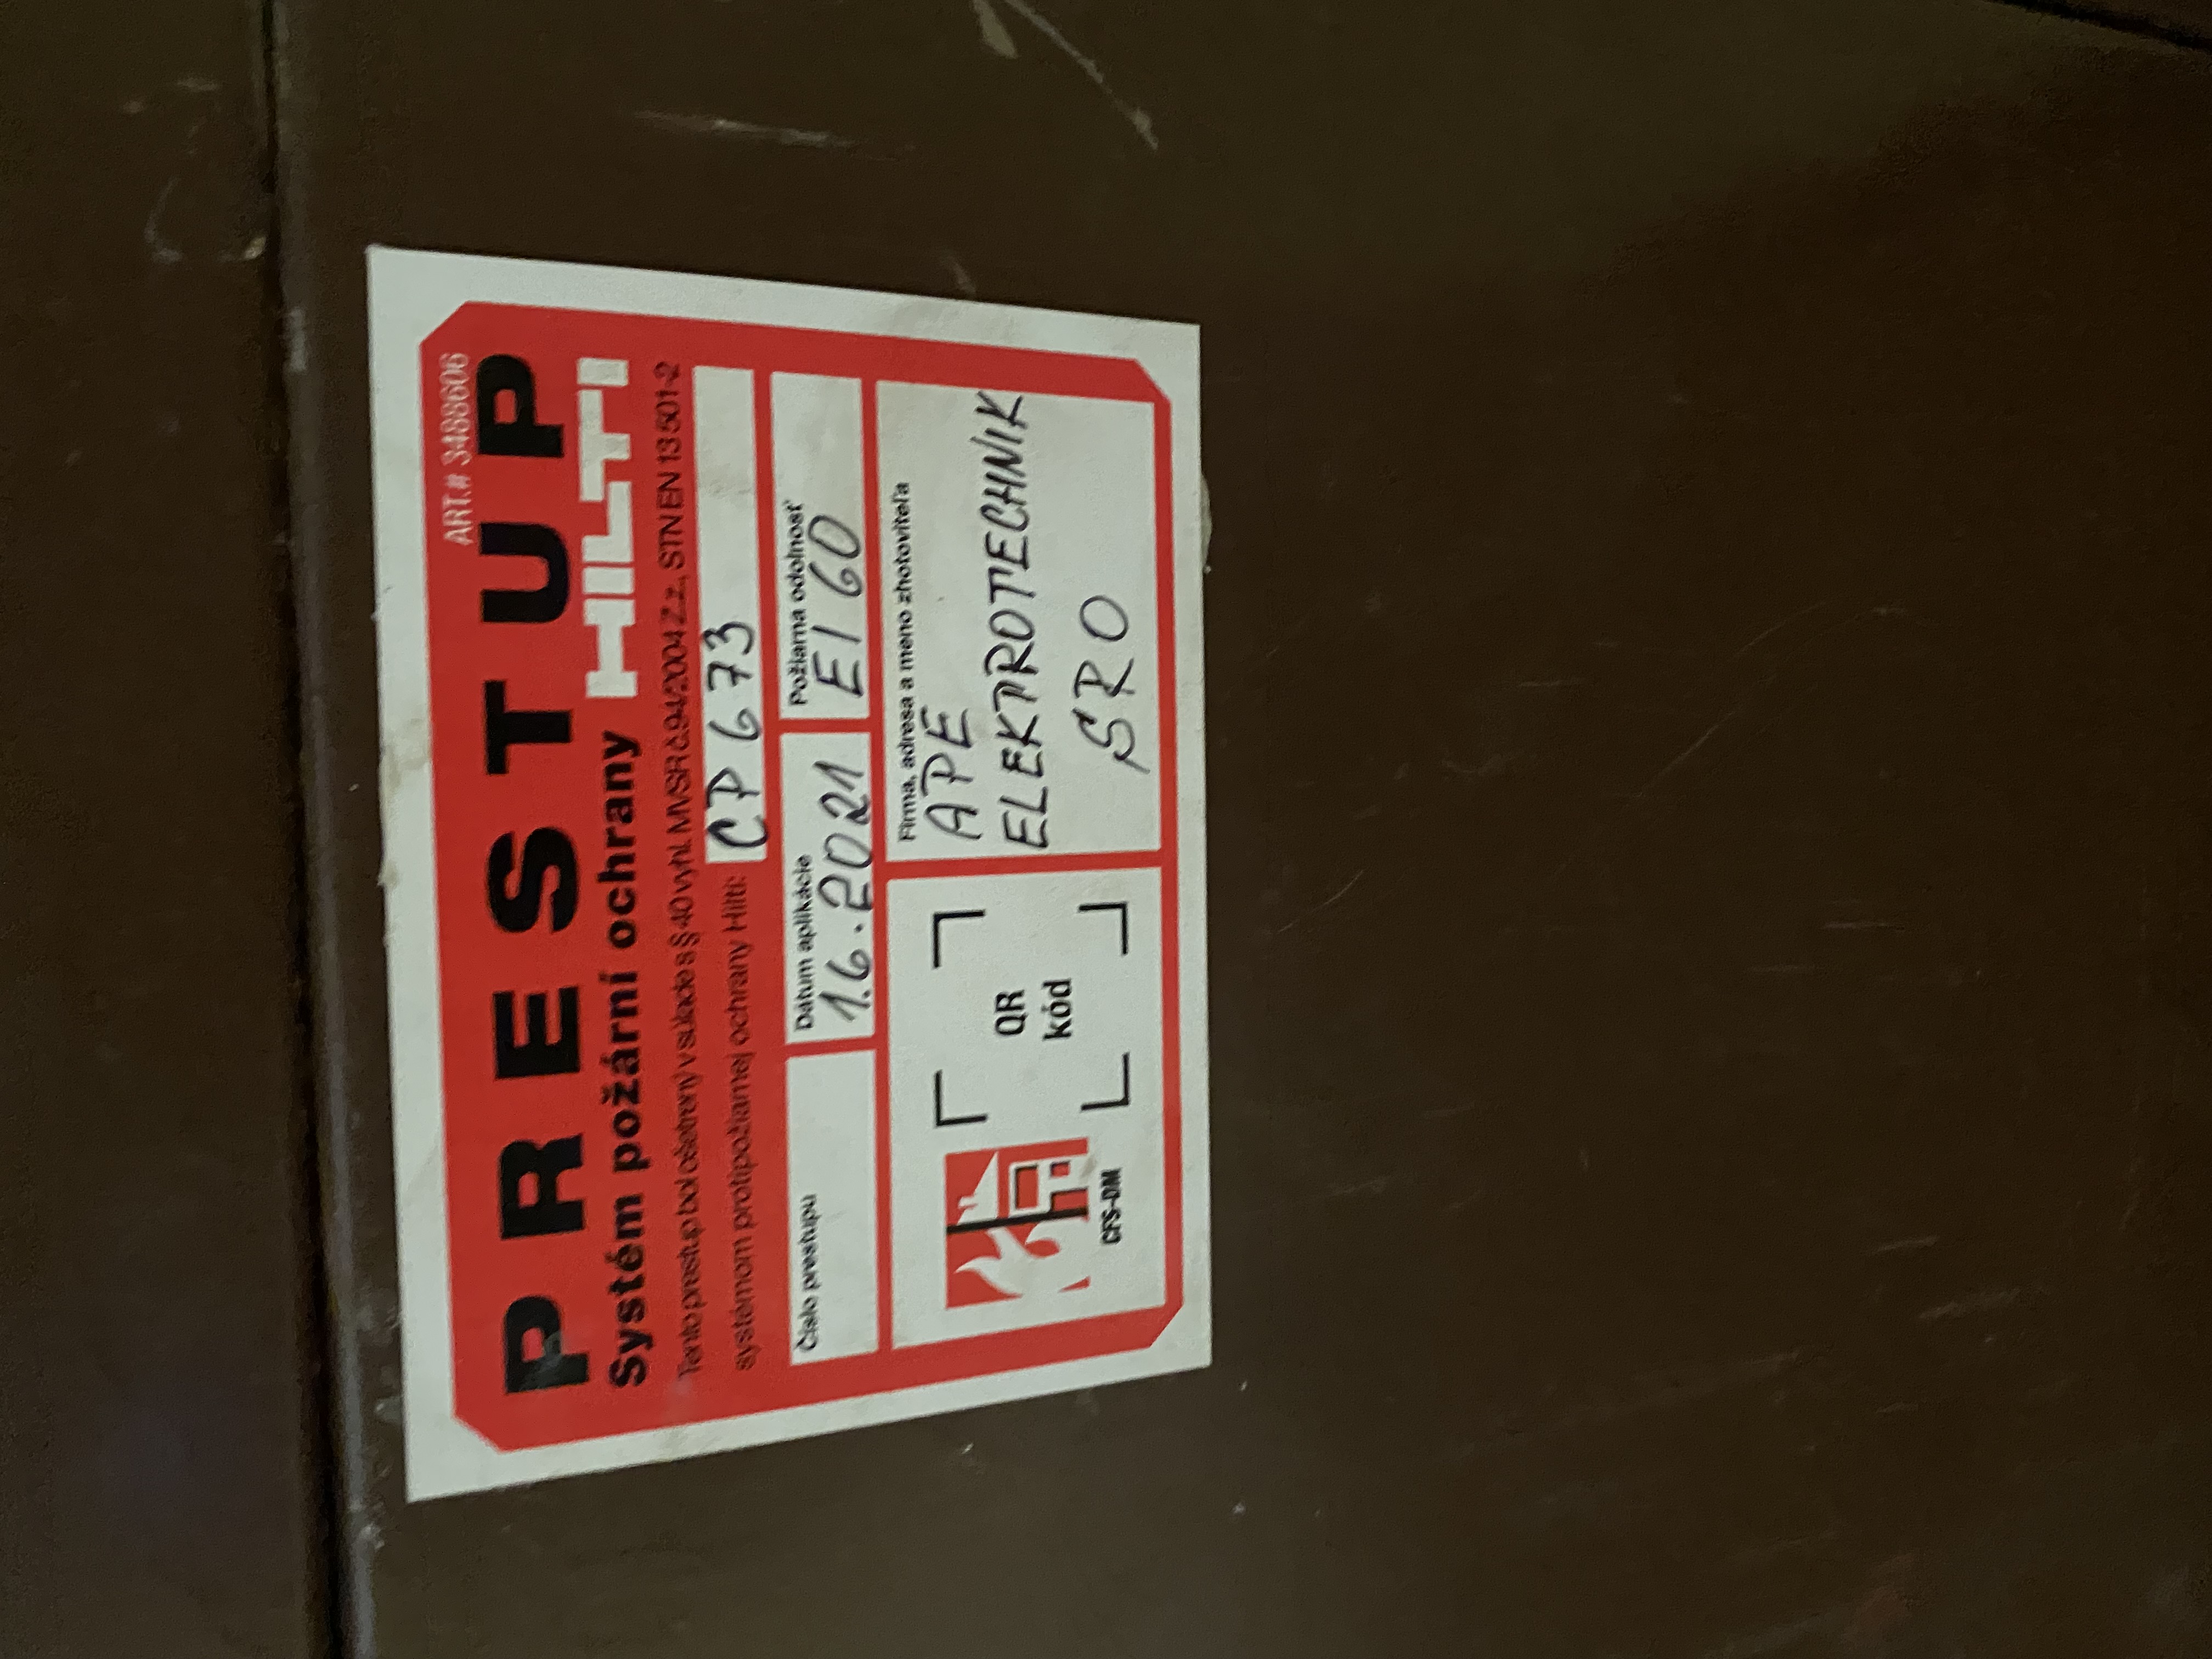 ART.# 3488606
PRESTUP
Systém požární ochrany HILTI
Tento prestup bol ošetrený v súlade s § 40 vyhl. MVSR č.94/2004 Z.z., STN EN 13501-2
systémom protipožiarnej ochrany Hilti: CP 673
Číslo prestupu
Dátum aplikácie
1.6.2021
Požiarna odolnosť
EI 60
CFS-DM
QR
kód
Firma, adresa a meno zhotoviteľa
APE
ELEKTROTECHNIK
SRO